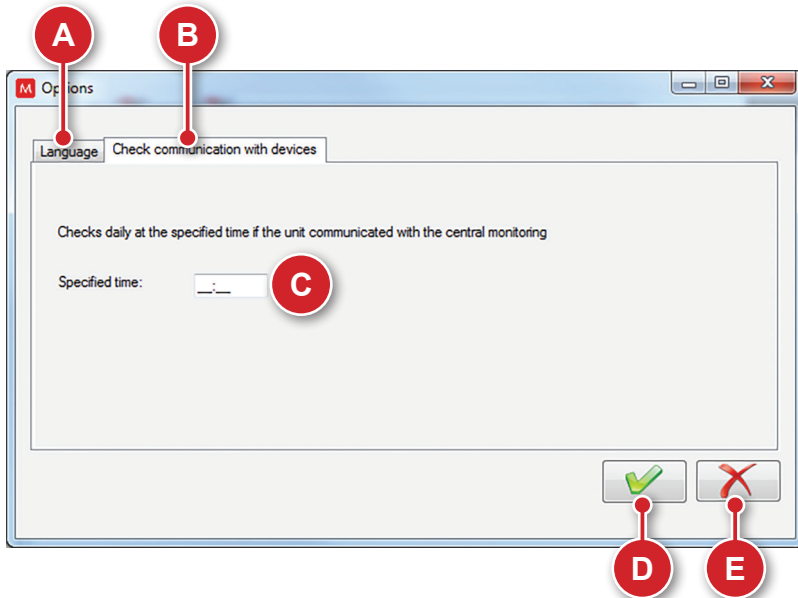 A B
M Options
Language Check communication with devices
Checks daily at the specified time if the unit communicated with the central monitoring
Specified time: __:__ C
D E